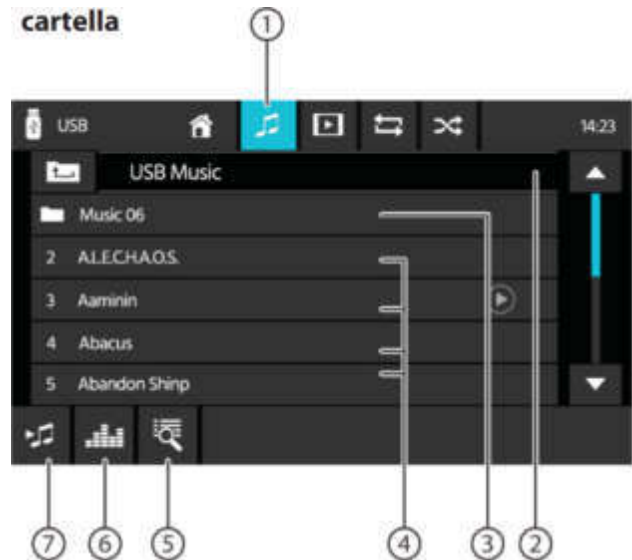 cartella
1
USB 14:23
USB Music
Music 06
2 A.L.E.C.H.A.O.S.
3 Aaminin
4 Abacus
5 Abandon Shinp
7 6 5 4 3 2